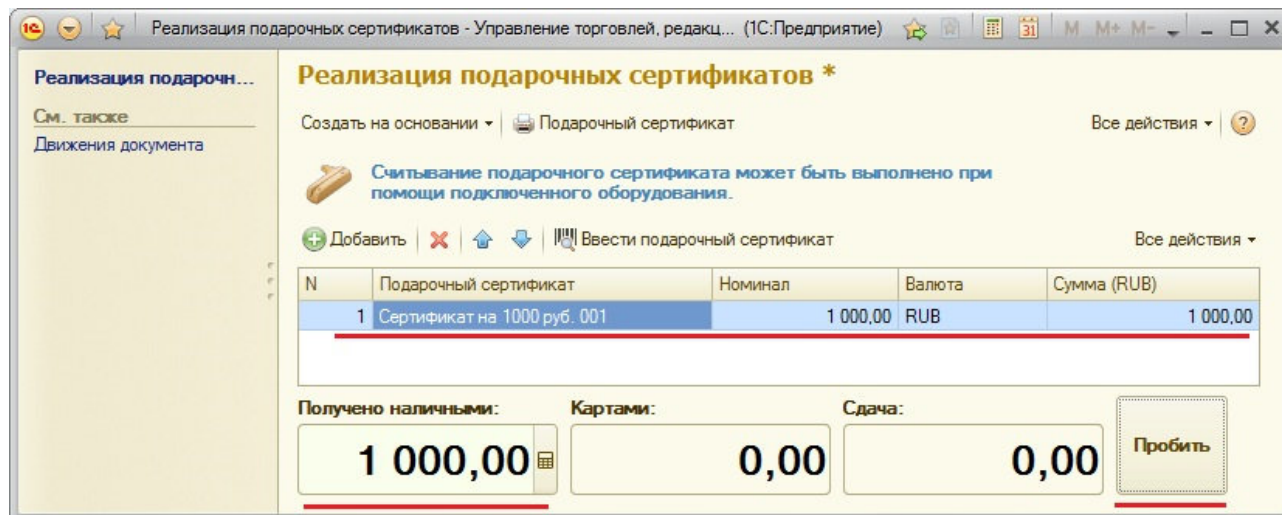 Реализация подарочных сертификатов - Управление торговлей, редакц... (1С:Предприятие) 31 M M+ M-
Реализация подарочн...
См. также
Движения документа
Реализация подарочных сертификатов *
Создать на основании Подарочный сертификат Все действия ?
Считывание подарочного сертификата может быть выполнено при
помощи подключенного оборудования.
Добавить Ввести подарочный сертификат Все действия
N Подарочный сертификат Номинал Валюта Сумма (RUB)
1 Сертификат на 1000 руб. 001 1 000,00 RUB 1 000,00
Получено наличными: Картами: Сдача:
1 000,00 0,00 0,00 Пробить